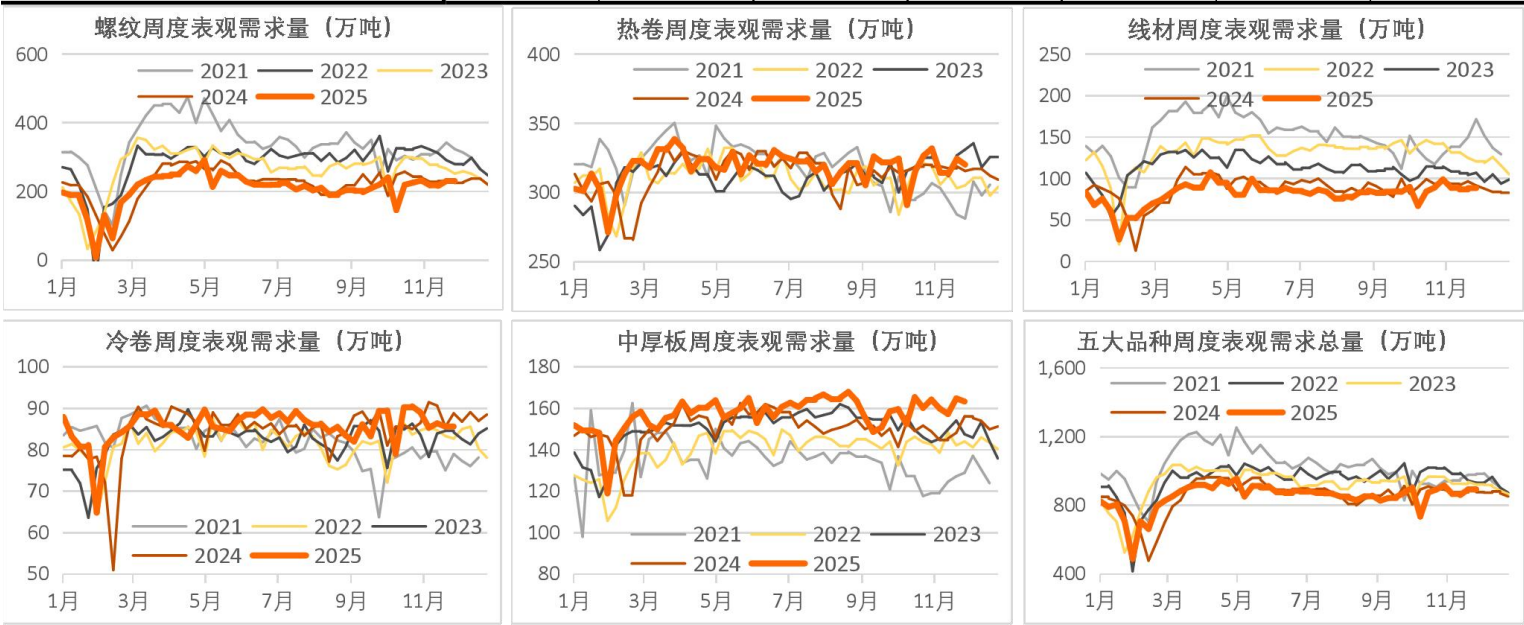 螺纹周度表观需求量（万吨）
600
2021 2022 2023
2024 2025
400
200
0
1月 3月 5月 7月 9月 11月
热卷周度表观需求量（万吨）
400
2021 2022 2023
2024 2025
350
300
250
1月 3月 5月 7月 9月 11月
线材周度表观需求量（万吨）
250
2021 2022 2023
200
2024 2025
150
100
50
0
1月 3月 5月 7月 9月 11月
冷卷周度表观需求量（万吨）
100
90
80
70
60
2021 2022 2023
2024 2025
50
1月 3月 5月 7月 9月 11月
中厚板周度表观需求量（万吨）
180
160
140
120
100
2021 2022 2023
2024 2025
80
1月 3月 5月 7月 9月 11月
五大品种周度表观需求总量（万吨）
1,600
2021 2022 2023
2024 2025
1,200
800
400
1月 3月 5月 7月 9月 11月